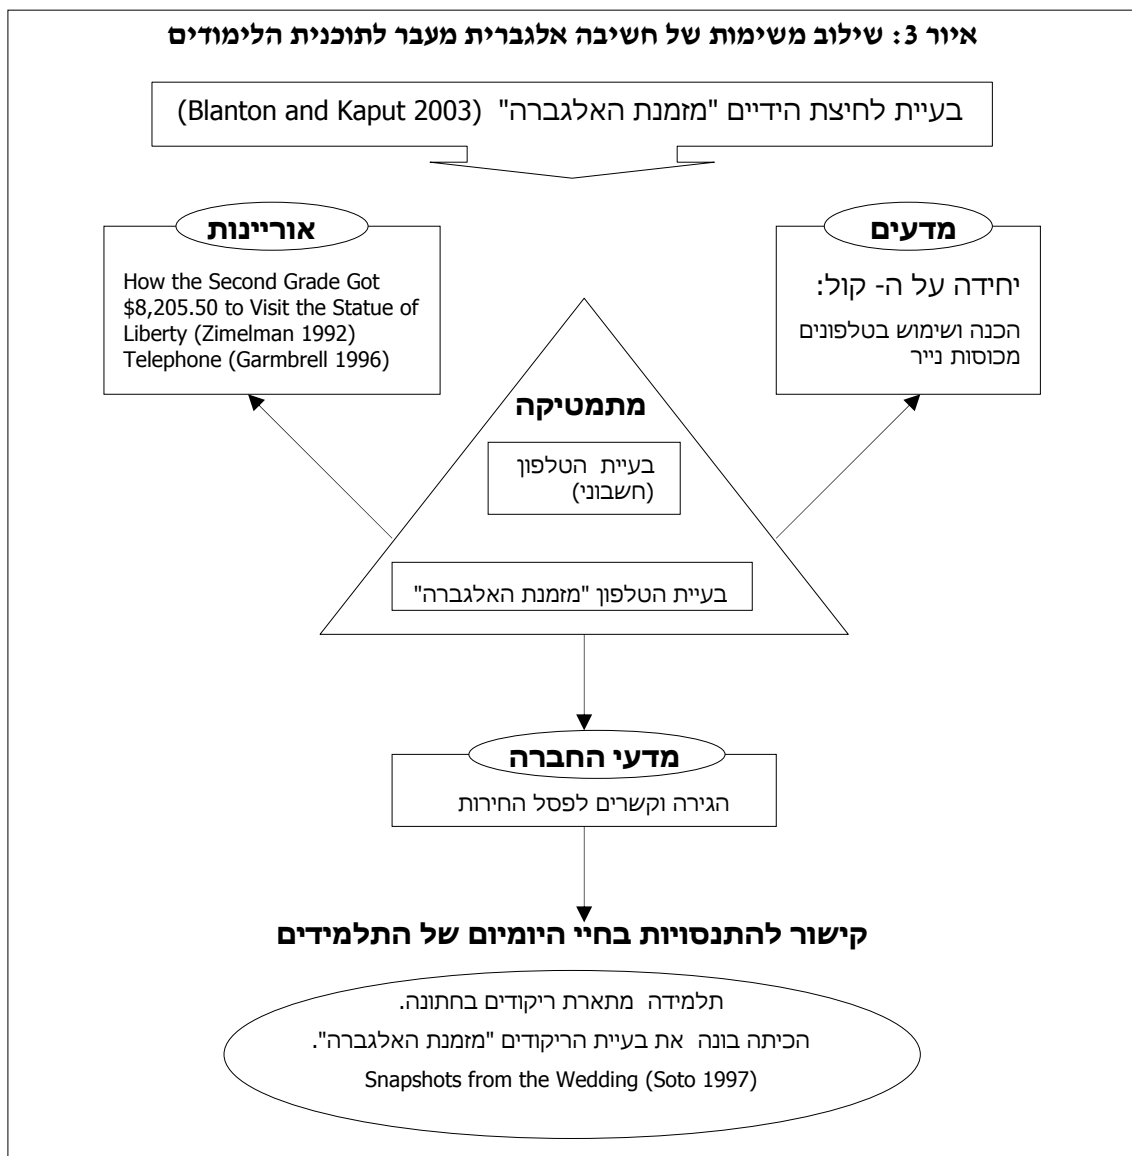 איור 3: שילוב משימות של חשיבה אלגברית מעבר לתוכנית הלימודים
בעיית לחיצת הידיים "מזמנת האלגברה" (Blanton and Kaput 2003)
מדעים
יחידה על ה- קול:
הכנה ושימוש בטלפונים
מכוסות נייר
אוריינות
How the Second Grade Got
$8,205.50 to Visit the Statue of
Liberty (Zimelman 1992)
Telephone (Garmbrell 1996)
מתמטיקה
בעיית הטלפון
(חשבוני)
בעיית הטלפון "מזמנת האלגברה"
מדעי החברה
הגירה וקשרים לפסל החירות
קישור להתנסויות בחיי היומיום של התלמידים
תלמידה מתארת ריקודים בחתונה.
הכיתה בונה את בעיית הריקודים "מזמנת האלגברה".
Snapshots from the Wedding (Soto 1997)